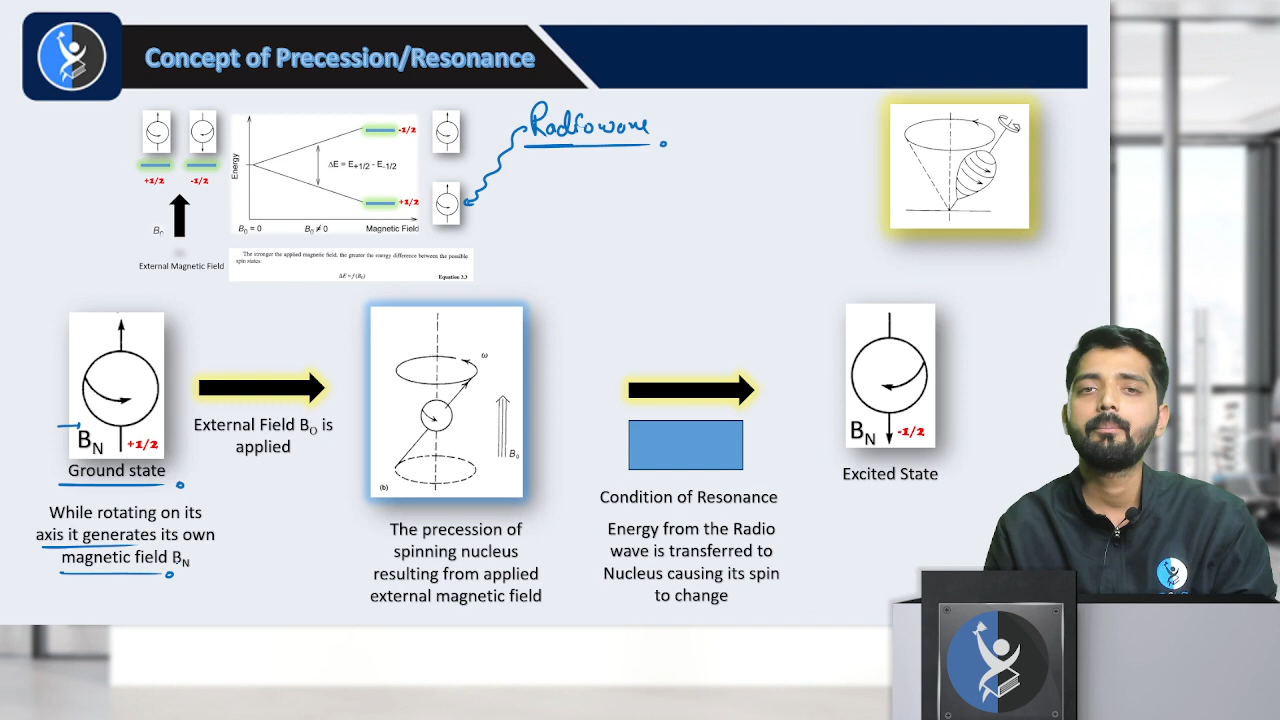 Concept of Precession/Resonance
Radiowave
+1/2
-1/2
B₀
External Magnetic Field
Energy
-1/2
ΔE = E+1/2 - E-1/2
+1/2
B₀ = 0
B₀ ≠ 0
Magnetic Field
The stronger the applied magnetic field, the greater the energy difference between the possible
spin states:
ΔE = f (B₀)
Equation 3.3
BN
+1/2
Ground state
While rotating on its
axis it generates its own
magnetic field BN
External Field BO is
applied
ω
B₀
(b)
The precession of
spinning nucleus
resulting from applied
external magnetic field
Condition of Resonance
Energy from the Radio
wave is transferred to
Nucleus causing its spin
to change
BN
-1/2
Excited State